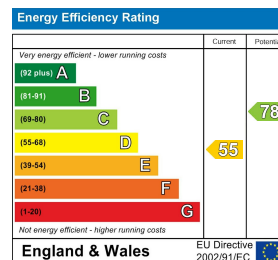 Energy Efficiency Rating
Current Potentia
Very energy efficient - lower running costs
(92 plus) A
(81-91) B
(69-80) C
78
(55-68) D
55
(39-54) E
(21-38) F
(1-20) G
Not energy efficient - higher running costs
England & Wales
EU Directive
2002/91/EC